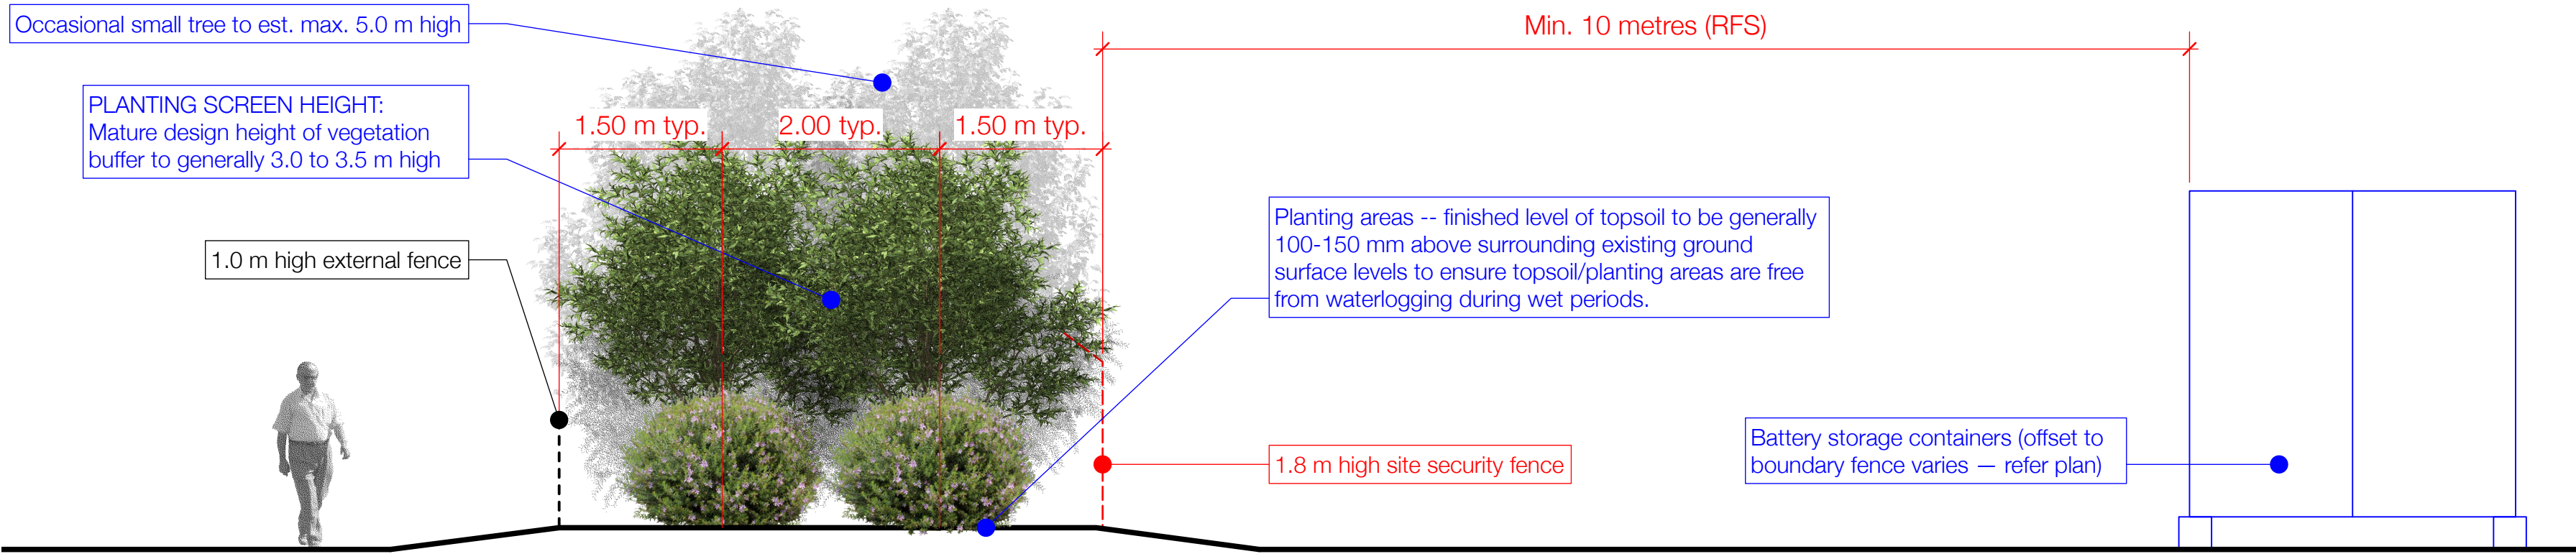 Occasional small tree to est. max. 5.0 m high
Min. 10 metres (RFS)
PLANTING SCREEN HEIGHT:
Mature design height of vegetation
buffer to generally 3.0 to 3.5 m high
1.50 m typ.
2.00 typ.
1.50 m typ.
1.0 m high external fence
Planting areas -- finished level of topsoil to be generally
100-150 mm above surrounding existing ground
surface levels to ensure topsoil/planting areas are free
from waterlogging during wet periods.
1.8 m high site security fence
Battery storage containers (offset to
boundary fence varies — refer plan)